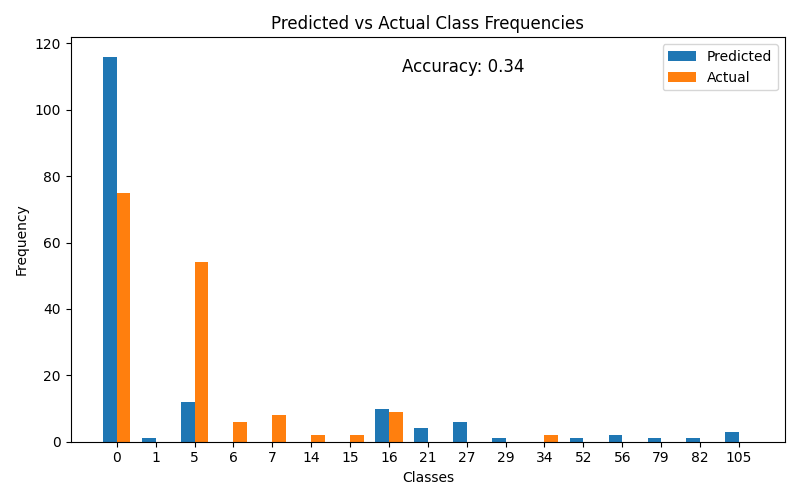 Predicted vs Actual Class Frequencies
Accuracy: 0.34
Predicted
Actual
Frequency
120
100
80
60
40
20
0
0 1 5 6 7 14 15 16 21 27 29 34 52 56 79 82 105
Classes